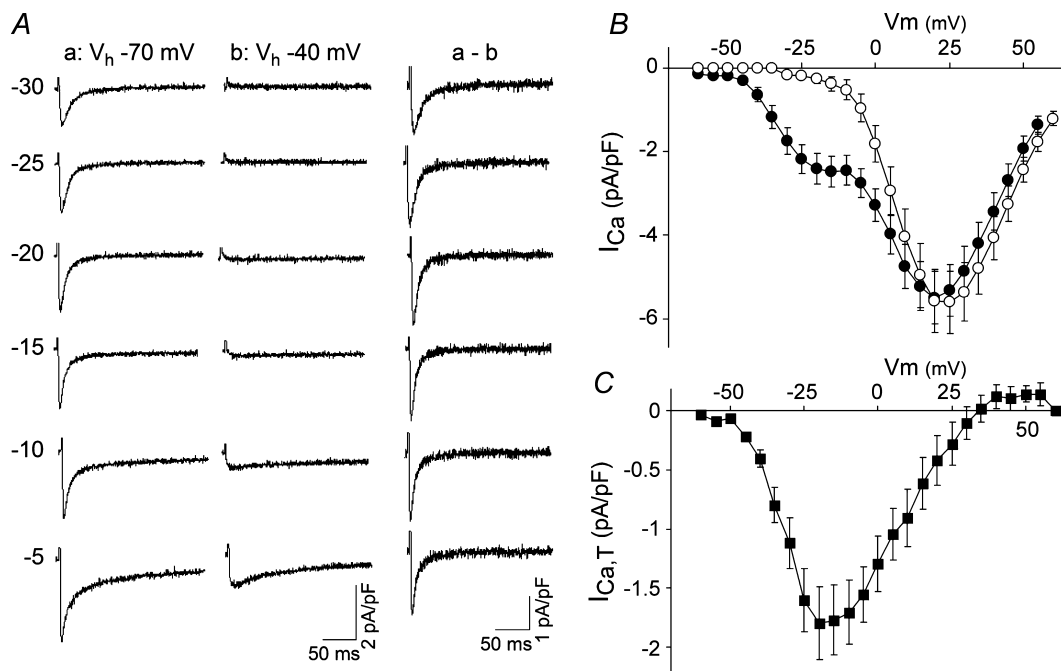 A
a: Vh -70 mV
b: Vh -40 mV
a - b
-30
-25
-20
-15
-10
-5
50 ms
2 pA/pF
50 ms
1 pA/pF
B
Vm (mV)
-50 -25 0 25 50
0
-2
-4
-6
ICa (pA/pF)
C
Vm (mV)
-50 -25 0 25
50
0
-0.5
-1
-1.5
-2
ICa,T (pA/pF)